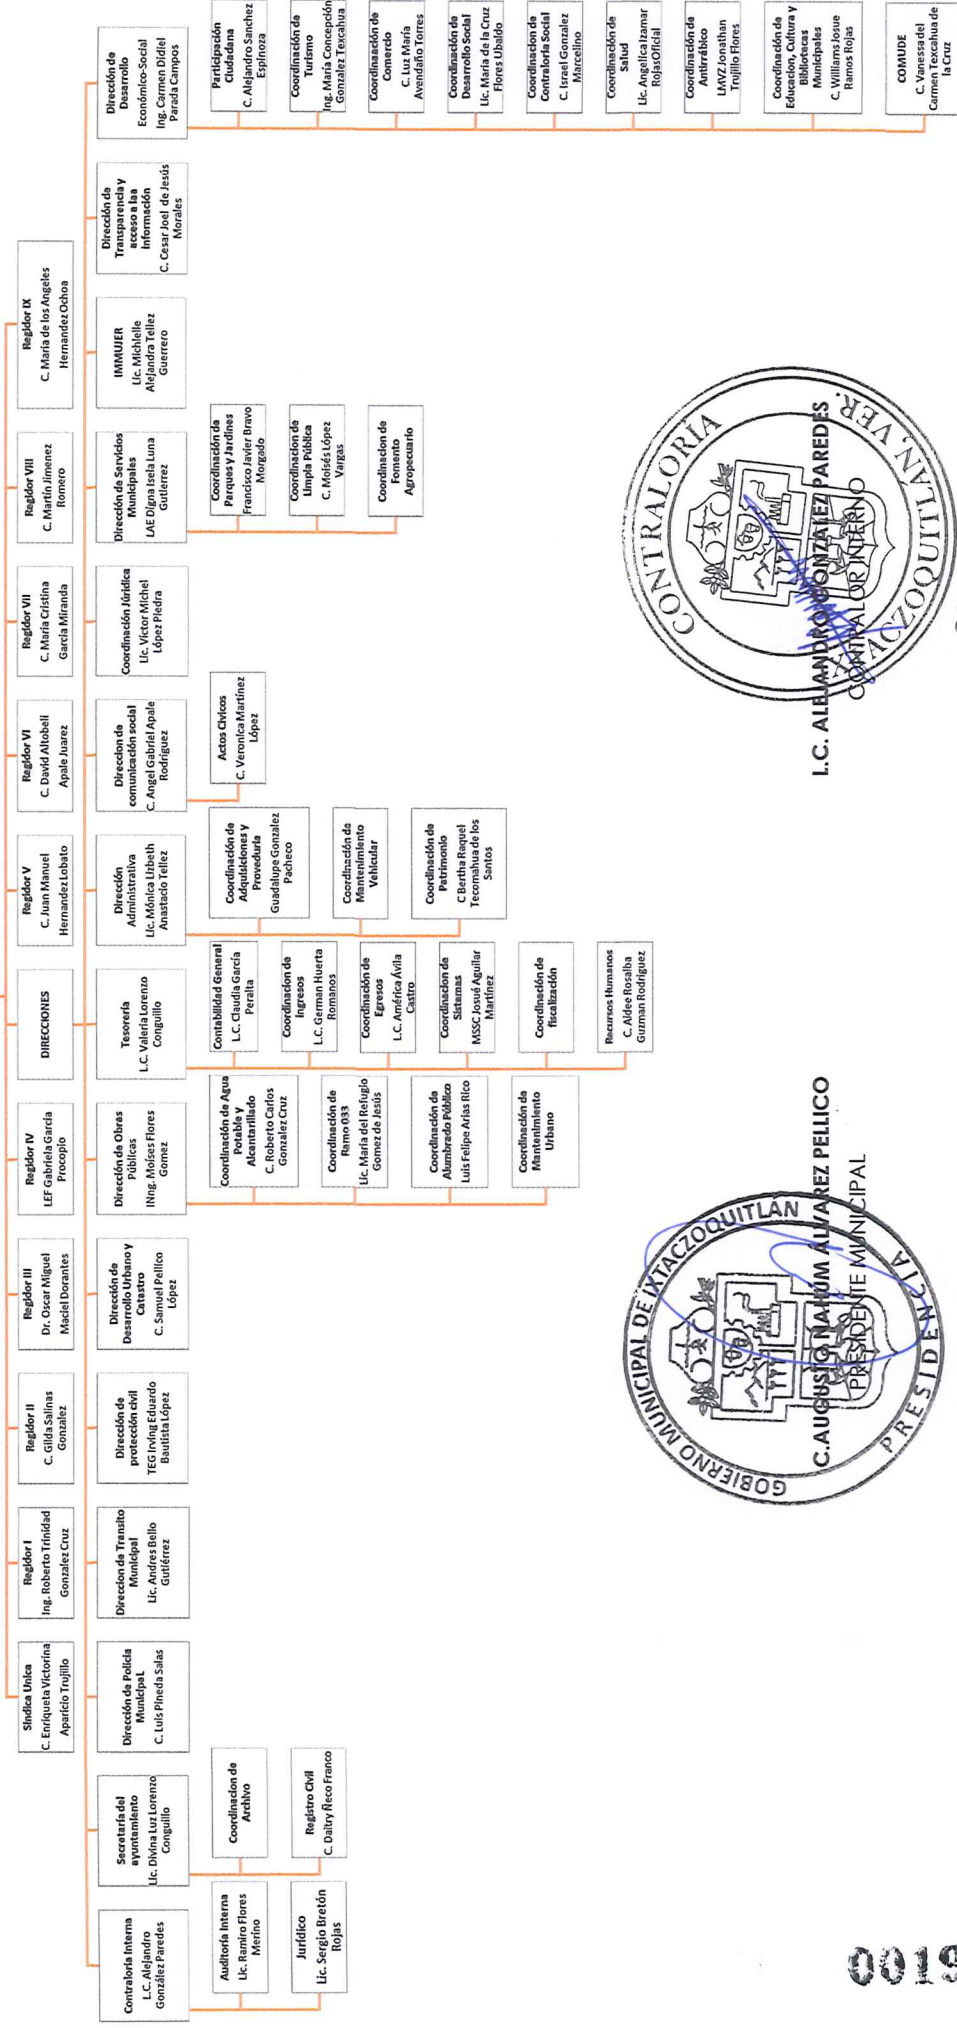 Sindica Unica
C. Enriqueta Victorina
Aparicio Trujillo
Regidor I
Ing. Roberto Trinidad
Gonzalez Cruz
Regidor II
C. Gilda Salinas
Gonzalez
Regidor III
Dr. Oscar Miguel
Maciel Dorantes
Regidor IV
LEF Gabriela Garcia
Procopio
DIRECCIONES
Regidor V
C. Juan Manuel
Hernandez Lobato
Regidor VI
C. David Altobeli
Apale Juarez
Regidor VII
C. Maria Cristina
García Miranda
Regidor VIII
C. Martín Jimenez
Romero
Regidor IX
C. Maria de los Angeles
Hernandez Ochoa
Contraloria Interna
L.C. Alejandro
González Paredes
Auditoría Interna
Lic. Ramiro Flores
Merino
Jurídico
Lic. Sergio Bretón
Rojas
Secretaría del
ayuntamiento
Lic. Divina Luz Lorenzo
Conguillo
Coordinacion de
Archivo
Registro Civil
C. Daitry Ñeco Franco
Dirección de Policia
Municipal.
C. Luis Pineda Salas
Direccion de Transito
Municipal
Lic. Andres Bello
Gutiérrez
Dirección de
protección civil
TEG Irving Eduardo
Bautista López
Dirección de
Desarrollo Urbano y
Catastro
C. Samuel Pellico
López
Dirección de Obras
Públicas
INng. Moises Flores
Gomez
Coordinación de Agua
Potable y
Alcantarillado
C. Roberto Carlos
Gonzalez Cruz
Coordinación de
Ramo 033
Lic. Maria del Refugio
Gomez de Jesús
Coordinación de
Alumbrado Público
Luis Felipe Arias Rico
Coordinación de
Mantenimiento
Urbano
Tesorería
L.C. Valeria Lorenzo
Conguillo
Contabilidad General
L.C. Claudia García
Peralta
Coordinacion de
Ingresos
L.C. German Huerta
Romanos
Coordinación de
Egresos
L.C. América Ávila
Castro
Coordinacion de
Sistemas
MSSC Josué Aguilar
Martínez
Coordinación de
fiscalización
Recursos Humanos
C. Aidee Rosalba
Guzman Rodriguez
Dirección
Administrativa
Lic. Mónica Lizbeth
Anastacio Tellez
Coordinación de
Adquisiciones y
Proveduria
Guadalupe Gonzalez
Pacheco
Coordinación de
Mantenimiento
Vehicular
Coordinación de
Patrimonio
C Bertha Raquel
Tecomahua de los
Santos
Direccion de
comunicación social
C. Angel Gabriel Apale
Rodriguez
Actos Civicos
C. Veronica Martínez
López
Coordinación Júridica
Lic. Victor Michel
López Piedra
Dirección de Servicios
Municipales
LAE Digna Isela Luna
Gutierrez
Coordinación de
Parques y Jardines
Francisco Javier Bravo
Morgado
Coordinacion de
Limpia Pública
C. Moisés López
Vargas
Coordinacion de
Fomento
Agropecuario
IMMUJER
Lic. Michlelle
Alejandra Tellez
Guerrero
Dirección de
Transparencia y
acceso a laa
información
C. Cesar Joel de Jesús
Morales
Dirección de
Desarrollo
Económico-Social
Ing. Carmen Didiel
Parada Campos
Participación
Ciudadana
C. Alejandro Sanchez
Espinoza
Coordinación de
Turismo
Ing. María Concepción
Gonzalez Texcahua
Coordinación de
Comercio
C. Luz María
Avendaño Torres
Coordinación de
Desarrollo Social
Lic. María de la Cruz
Flores Ubaldo
Coordinacion de
Contraloria Social
C. Israel Gonzalez
Marcelino
Coordinación de
Salud
Lic. Angelica Izamar
Rojas Oficial
Coordinación de
Antirrábico
LMVZ Jonathan
Trujillo Flores
Coordinación de
Educacion, Cultura y
Bibliotecas
Municipales
C. Williams Josue
Ramos Rojas
COMUDE
C. Vanessa del
Carmen Texcahua de
la Cruz
GOBIERNO MUNICIPAL DE IXTACZOQUITLÁN
PRESIDENCIA
C. AUGUSTO NAHÚM ÁLVAREZ PELLICO
PRESIDENTE MUNICIPAL
CONTRALORÍA
IXTACZOQUITLÁN, VER.
L.C. ALEJANDRO GONZALEZ PAREDES
CONTRALOR INTERNO
0019